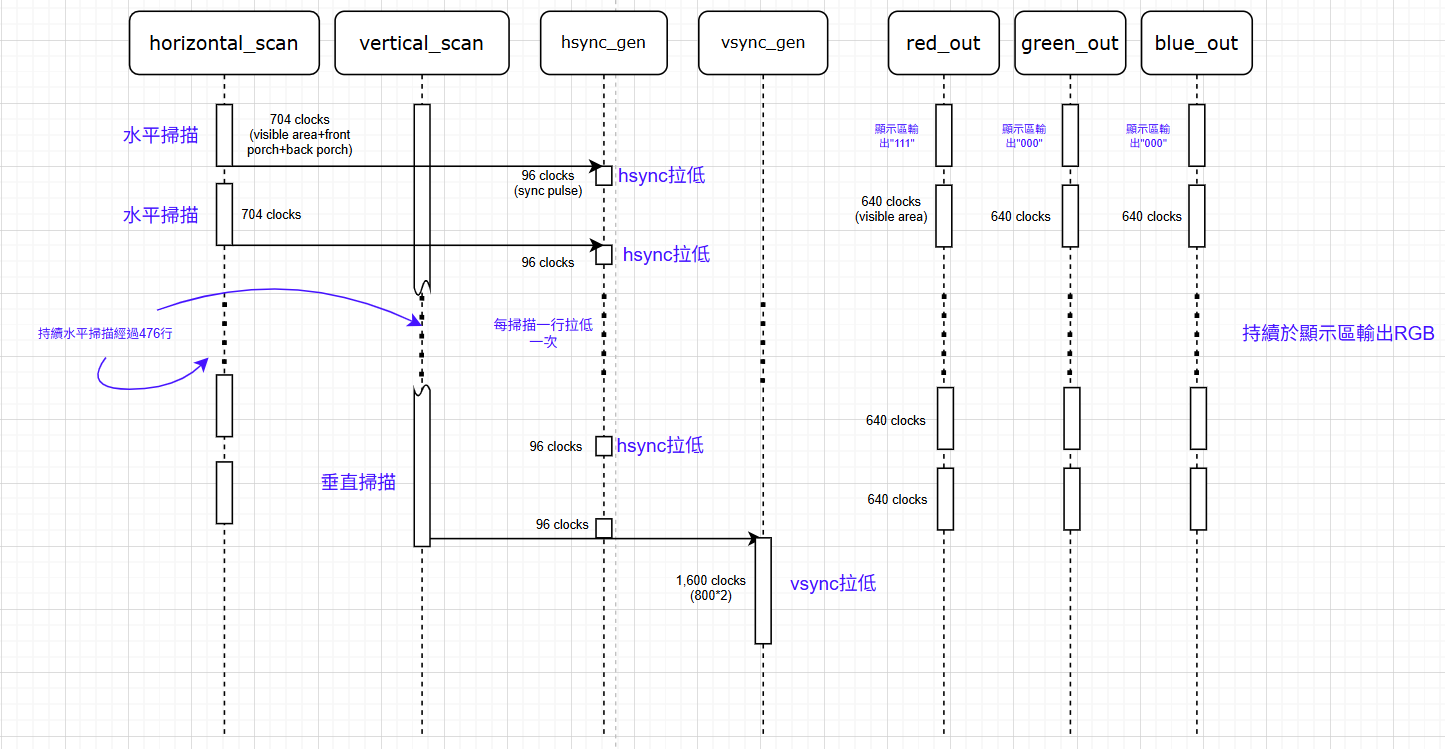 horizontal_scan
vertical_scan
hsync_gen
vsync_gen
red_out
green_out
blue_out
水平掃描
704 clocks
(visible area+front
porch+back porch)
顯示區輸
出"111"
顯示區輸
出"000"
顯示區輸
出"000"
96 clocks
(sync pulse)
hsync拉低
水平掃描
704 clocks
640 clocks
(visible area)
640 clocks
640 clocks
96 clocks
hsync拉低
持續水平掃描經過476行
每掃描一行拉低
一次
持續於顯示區輸出RGB
640 clocks
96 clocks
hsync拉低
垂直掃描
640 clocks
96 clocks
1,600 clocks
(800*2)
vsync拉低